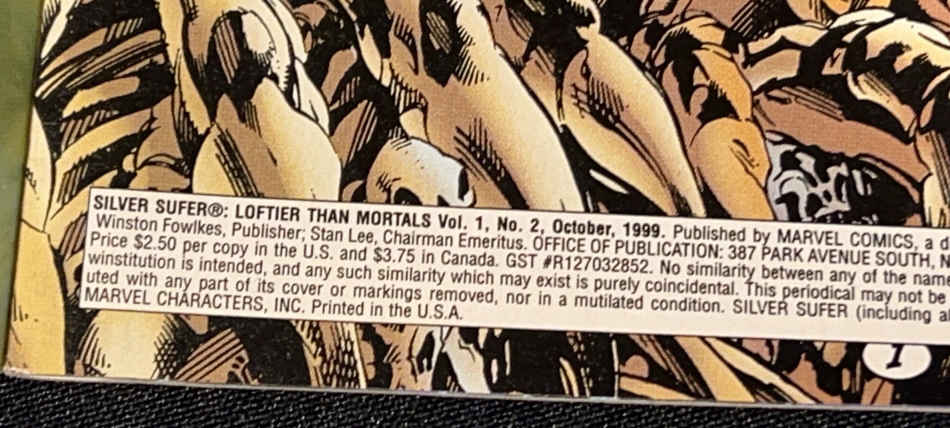 SILVER SUFER®: LOFTIER THAN MORTALS Vol. 1, No. 2, October, 1999. Published by MARVEL COMICS, a
Winston Fowlkes, Publisher; Stan Lee, Chairman Emeritus. OFFICE OF PUBLICATION: 387 PARK AVENUE SOUTH, N
Price $2.50 per copy in the U.S. and $3.75 in Canada. GST #R127032852. No similarity between any of the nam
winstitution is intended, and any such similarity which may exist is purely coincidental. This periodical may not be
uted with any part of its cover or markings removed, nor in a mutilated condition. SILVER SUFER (including al
MARVEL CHARACTERS, INC. Printed in the U.S.A.
1